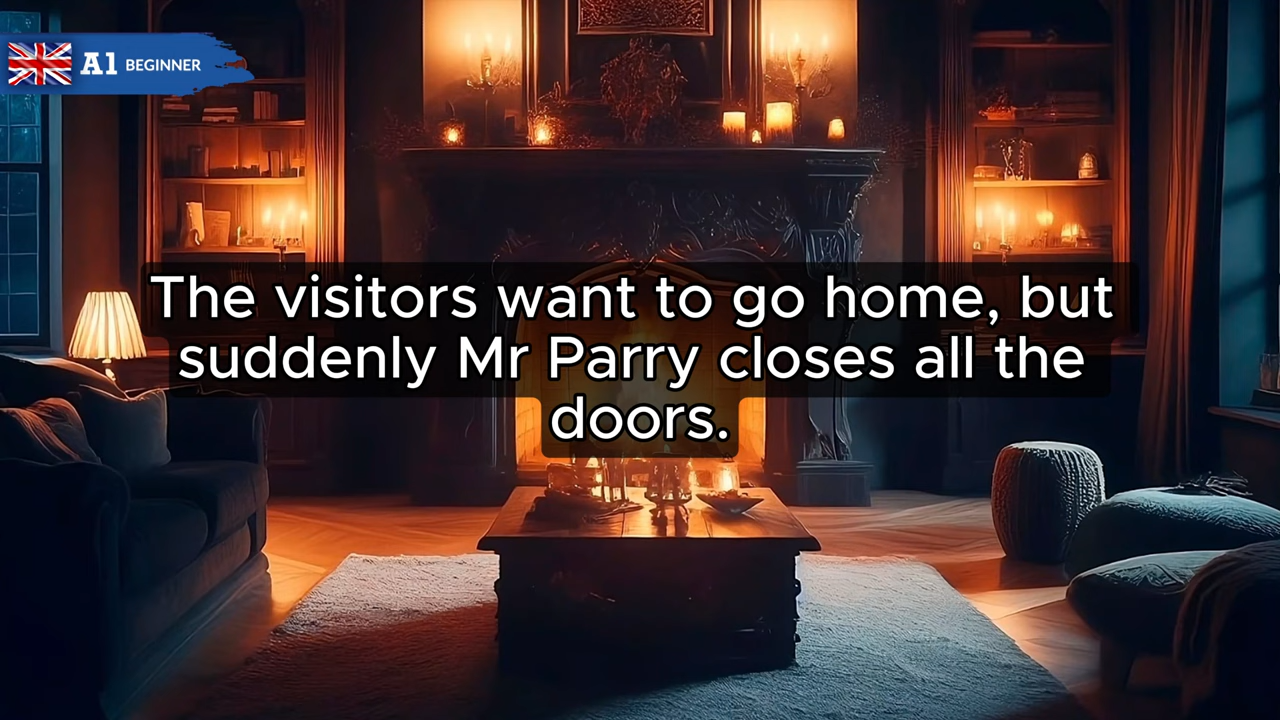 A1 BEGINNER
The visitors want to go home, but
suddenly Mr Parry closes all the
doors.